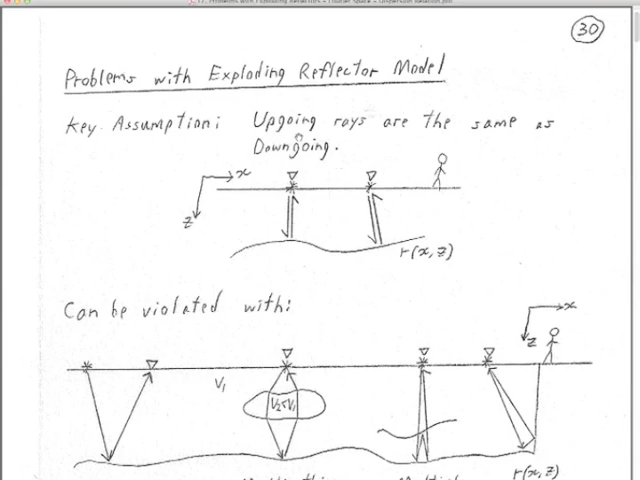 30
Problems with Exploding Reflector Model
Key Assumption: Upgoing rays are the same as
Downgoing.
x
z
r(x,z)
Can be violated with:
x
z
V1
V2<V1
r(x,z)